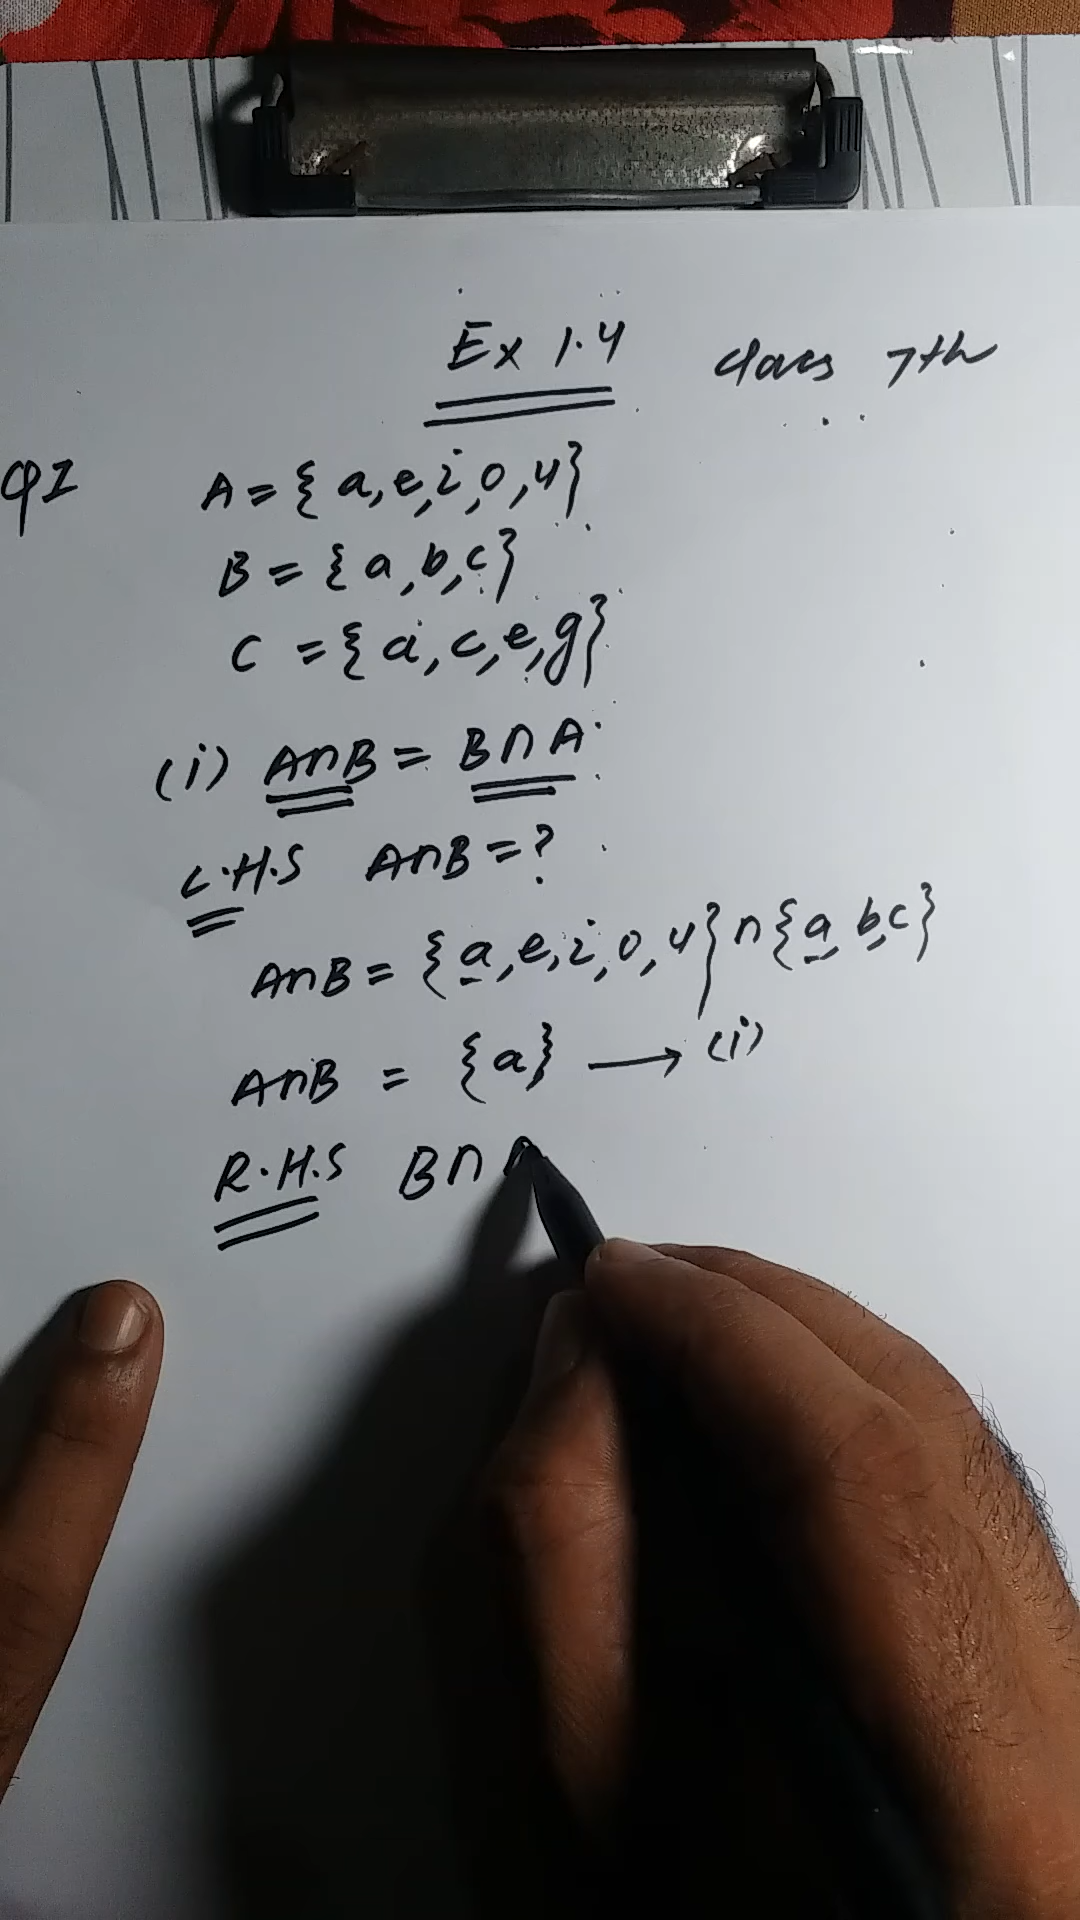 Ex 1.4 class 7th
Q1 A = { a, e, i, o, u }
B = { a, b, c }
C = { a, c, e, g }
(i) A∩B = B∩A
L.H.S A∩B = ?
A∩B = { a, e, i, o, u } ∩ { a, b, c }
A∩B = { a } → (i)
R.H.S B∩